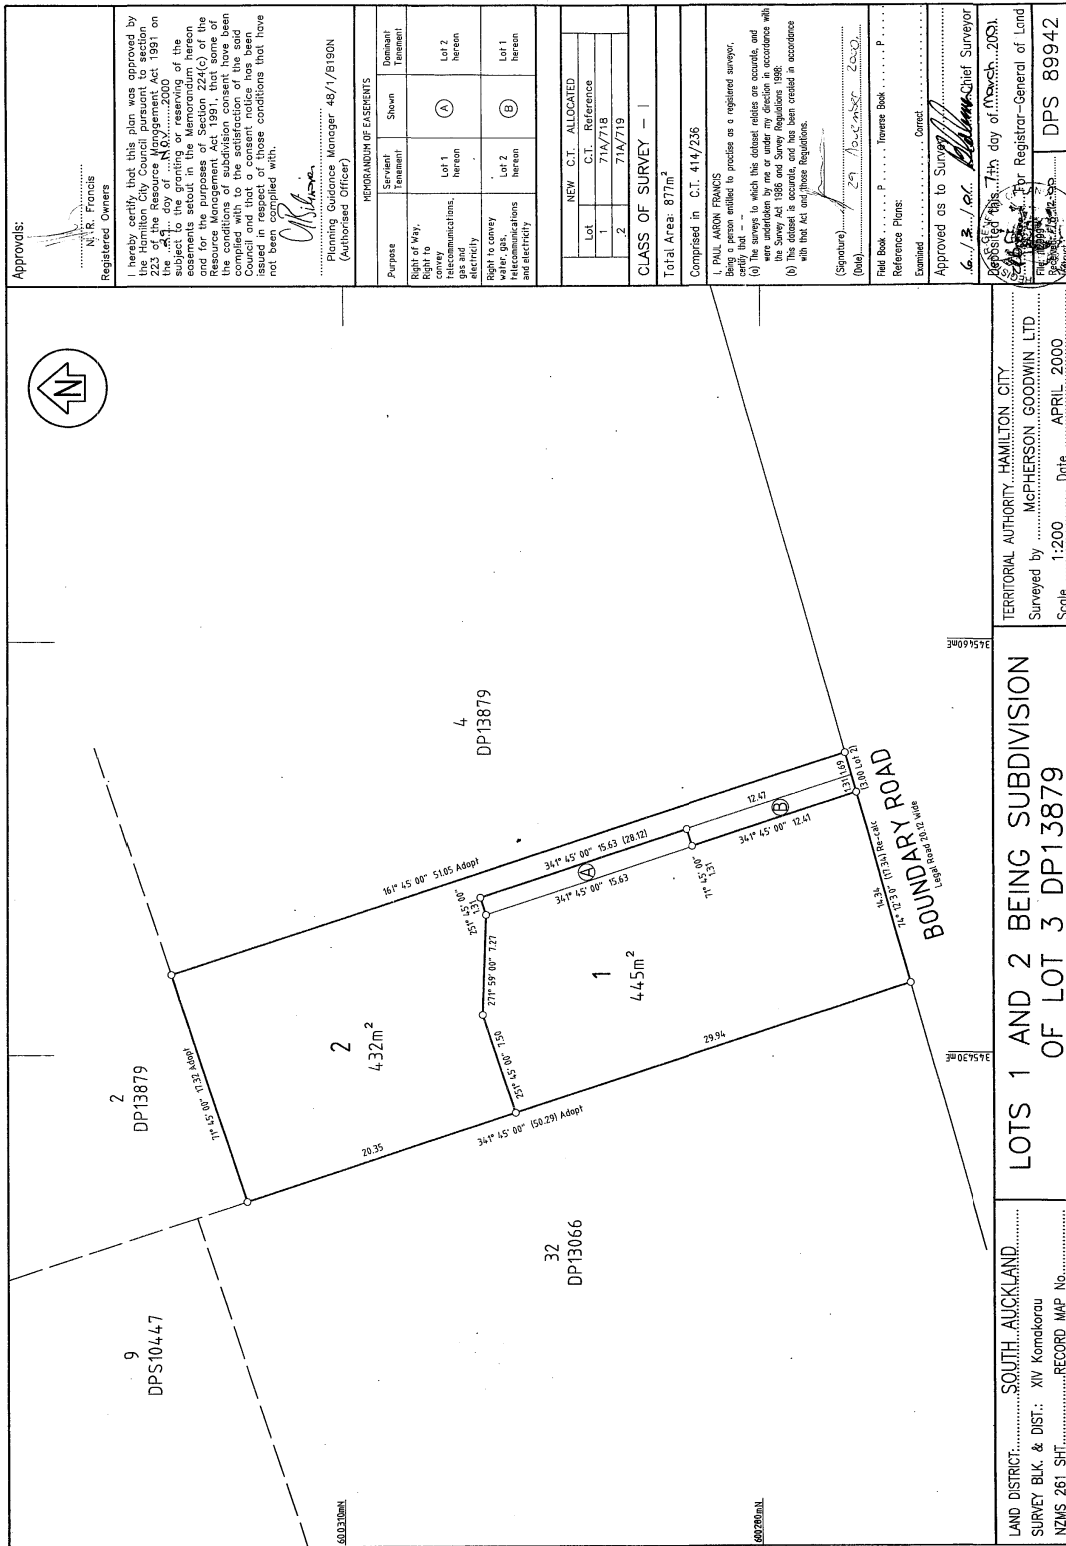 Approvals:
N.R. Francis
Registered Owners
I hereby certify that this plan was approved by
the Hamilton City Council pursuant to section
223 of the Resource Management Act 1991 on
the 29 day of Nov 2000
subject to the granting or reserving of the
easements setout in the Memorandum hereon
and for the purposes of Section 224(c) of the
Resource Management Act 1991, that some of
the conditions of subdivision consent have been
complied with to the satisfaction of the said
Council and that a consent notice has been
issued in respect of those conditions that have
not been complied with.
Planning Guidance Manager 48/1/B190N
(Authorised Officer)
MEMORANDUM OF EASEMENTS
Purpose Servient Tenement Shown Dominant Tenement
Right of Way,
Right to
convey
telecommunications,
gas and
electricity
Lot 1 hereon A Lot 2 hereon
Right to convey
water, gas,
telecommunications
and electricity
Lot 2 hereon B Lot 1 hereon
NEW C.T. ALLOCATED
Lot C.T. Reference
1 71A/718
2 71A/719
CLASS OF SURVEY – I
Total Area: 877m²
Comprised in C.T. 414/236
I, PAUL AARON FRANCIS
Being a person entitled to practise as a registered surveyor,
certify that –
(a) The surveys to which this dataset relates are accurate, and
were undertaken by me or under my direction in accordance with
the Survey Act 1986 and Survey Regulations 1998:
(b) This dataset is accurate, and has been created in accordance
with that Act and those Regulations.
(Signature)
(Date) 29 November 2000
Field Book p Traverse Book p
Reference Plans:
Examined Correct
Approved as to Survey
6/3/01 Chief Surveyor
Deposited this 7th day of March 2001
For Registrar–General of Land
File:
DPS 89942
N
2
DP13879
4
DP13879
9
DPS10447
32
DP13066
71° 45' 00" 17.32 Adopt
161° 45' 00" 51.05 Adopt
2
432m²
20.35
341° 45' 00" (50.29) Adopt
251° 45' 00" 7.50
271° 59' 00" 7.27
251° 45' 00"
1.31
341° 45' 00" 15.63 (28.12)
A
341° 45' 00" 15.63
12.47
71° 45' 00"
1.31
B
341° 45' 00" 12.41
1.31 1.69
(3.00 Lot 2)
1
445m²
29.94
14.34
74° 12' 30" (17.34) Re-calc
BOUNDARY ROAD
Legal Road 20.12 wide
345460mE
345430mE
600310mN
600280mN
LAND DISTRICT: SOUTH AUCKLAND
SURVEY BLK. & DIST.: XIV Komakorau
NZMS 261 SHT. RECORD MAP No.
LOTS 1 AND 2 BEING SUBDIVISION
OF LOT 3 DP13879
TERRITORIAL AUTHORITY HAMILTON CITY
Surveyed by McPHERSON GOODWIN LTD
Scale 1:200 Date APRIL 2000